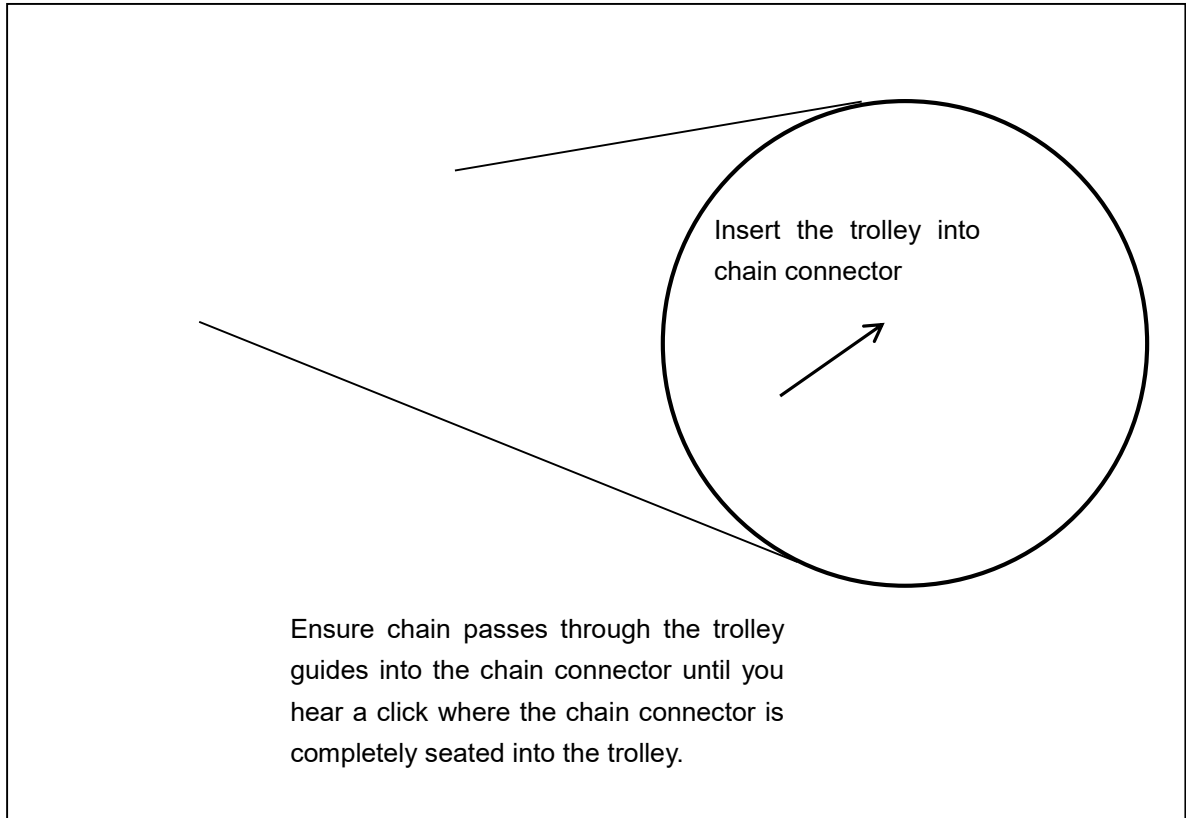 Insert the trolley into
chain connector
Ensure chain passes through the trolley
guides into the chain connector until you
hear a click where the chain connector is
completely seated into the trolley.